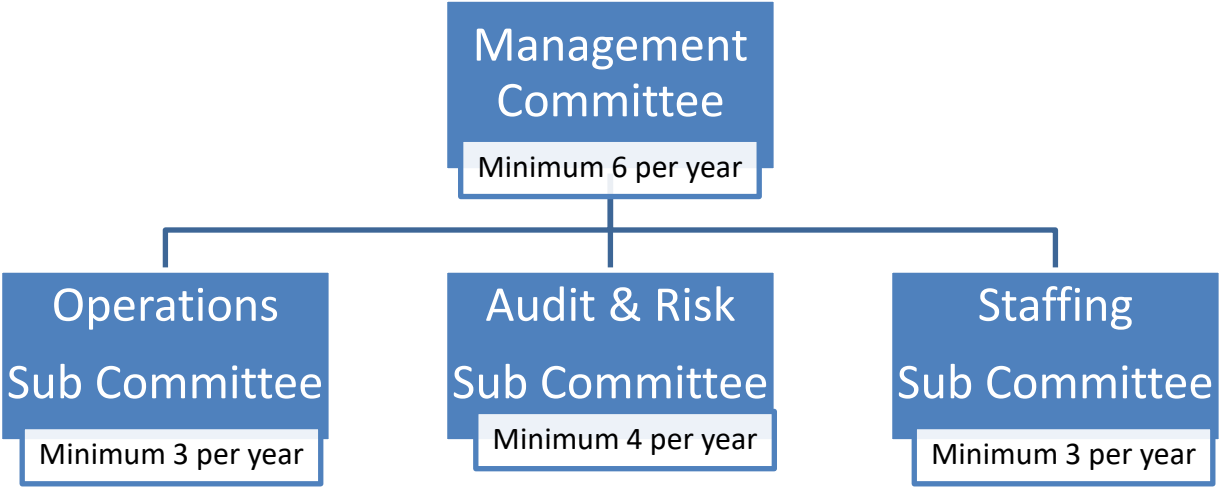 Management
Committee
Minimum 6 per year
Operations
Sub Committee
Minimum 3 per year
Audit & Risk
Sub Committee
Minimum 4 per year
Staffing
Sub Committee
Minimum 3 per year